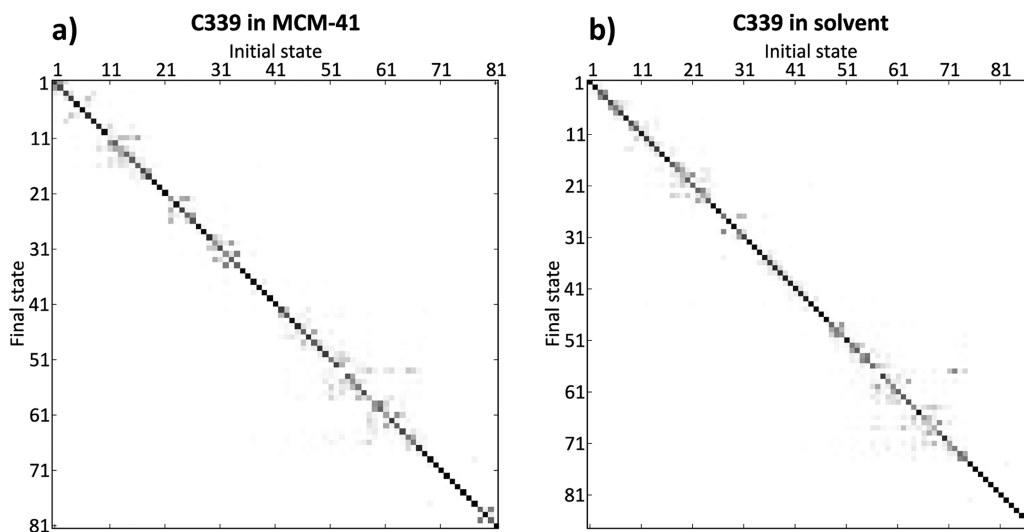 a)
C339 in MCM-41
Initial state
1 11 21 31 41 51 61 71 81
Final state
1
11
21
31
41
51
61
71
81
b)
C339 in solvent
Initial state
1 11 21 31 41 51 61 71 81
Final state
1
11
21
31
41
51
61
71
81